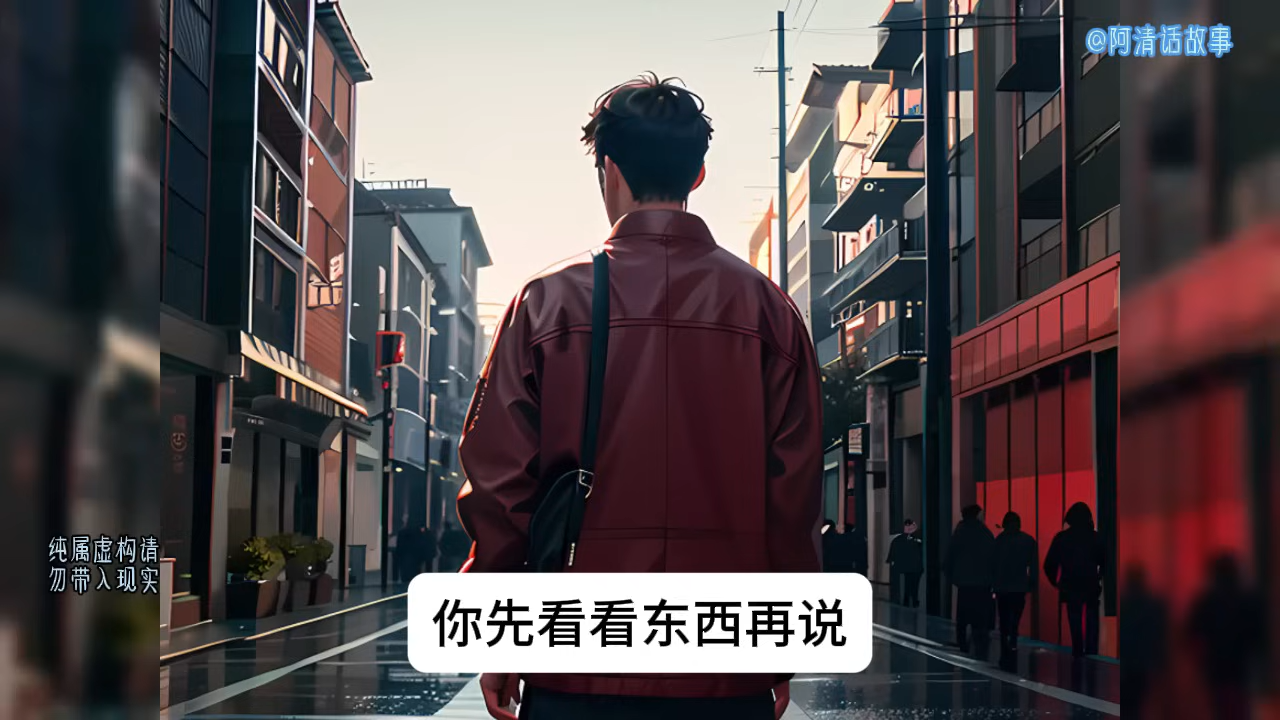 @阿清话故事
纯属虚构请
勿带入现实
你先看看东西再说